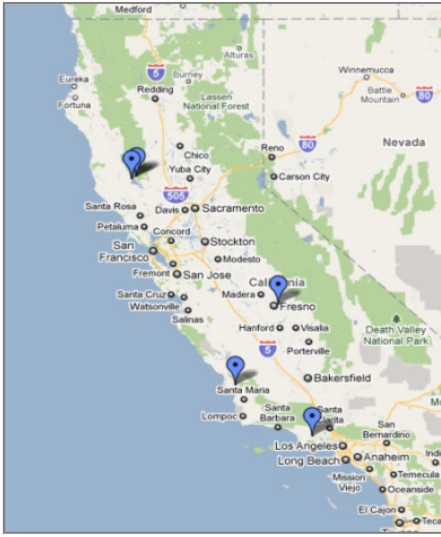 Medford
Alturas
Eureka
5
Burney
Winnemucca
Fortuna
Redding
Lassen
National Forest
Battle
Mountain
80
Chico
Reno
80
Nevada
Yuba City
Carson City
505
Santa Rosa
Davis
Sacramento
Petaluma
Concord
Stockton
San
Francisco
Modesto
Fremont
San Jose
Santa Cruz
Madera
Fresno
Watsonville
Salinas
Hanford
Visalia
Death Valley
National Park
5
Porterville
Bakersfield
Santa Maria
Lompoc
Santa
Barbara
Santa
San
Bernardino
Los Angeles
Long Beach
Anaheim
Mission
Viejo
Temecula
Oceanside
El Cajon